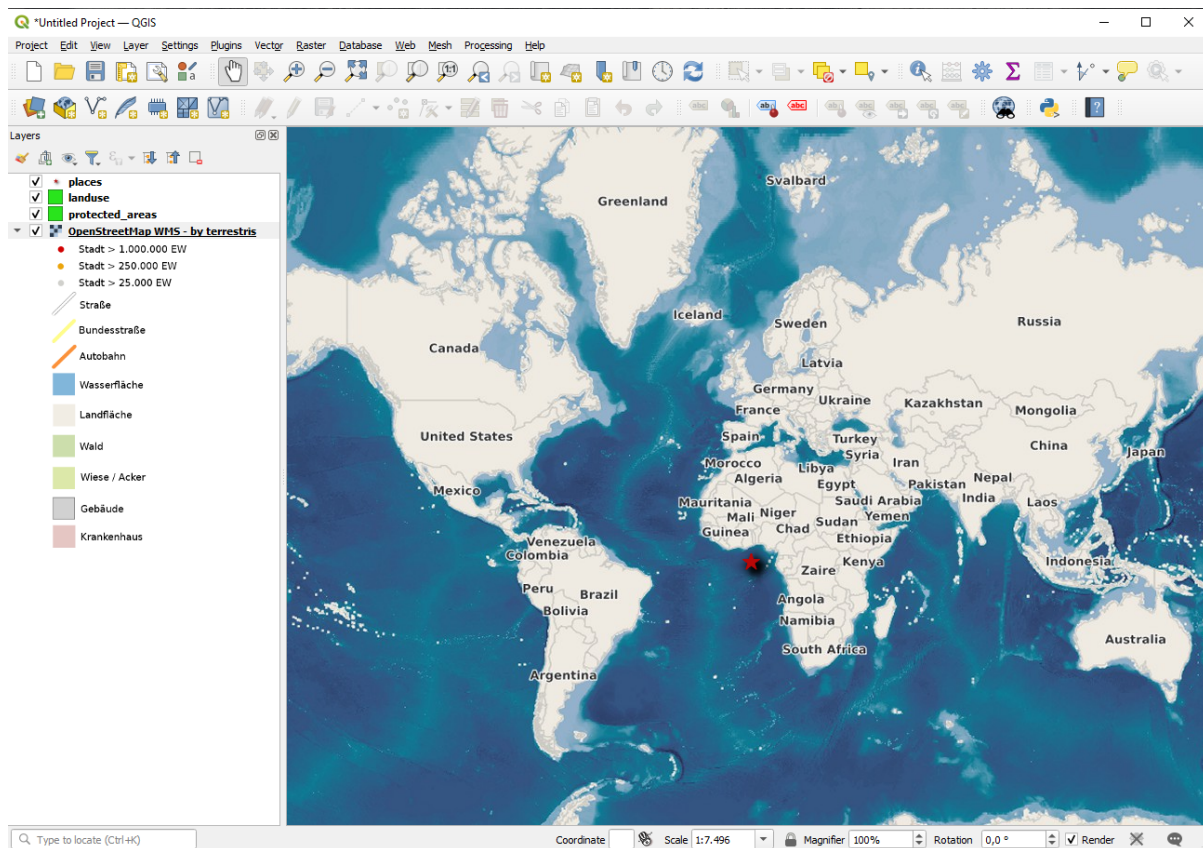 *Untitled Project — QGIS
Project Edit View Layer Settings Plugins Vector Raster Database Web Mesh Processing Help
Layers
places
landuse
protected_areas
OpenStreetMap WMS - by terrestris
Stadt > 1.000.000 EW
Stadt > 250.000 EW
Stadt > 25.000 EW
Straße
Bundesstraße
Autobahn
Wasserfläche
Landfläche
Wald
Wiese / Acker
Gebäude
Krankenhaus
Svalbard
Greenland
Iceland
Sweden
Russia
Canada
Latvia
Germany
Ukraine
France
Kazakhstan
Mongolia
United States
Spain
Turkey
China
Syria
Japan
Morocco
Libya
Iran
Algeria
Egypt
Pakistan
Nepal
Mexico
Mauritania
Saudi Arabia
India
Laos
Mali
Niger
Yemen
Guinea
Chad
Sudan
Venezuela
Ethiopia
Colombia
Kenya
Indonesia
Zaire
Peru
Brazil
Angola
Bolivia
Namibia
Australia
South Africa
Argentina
Type to locate (Ctrl+K)
Coordinate Scale 1:7.496 Magnifier 100% Rotation 0,0 ° Render